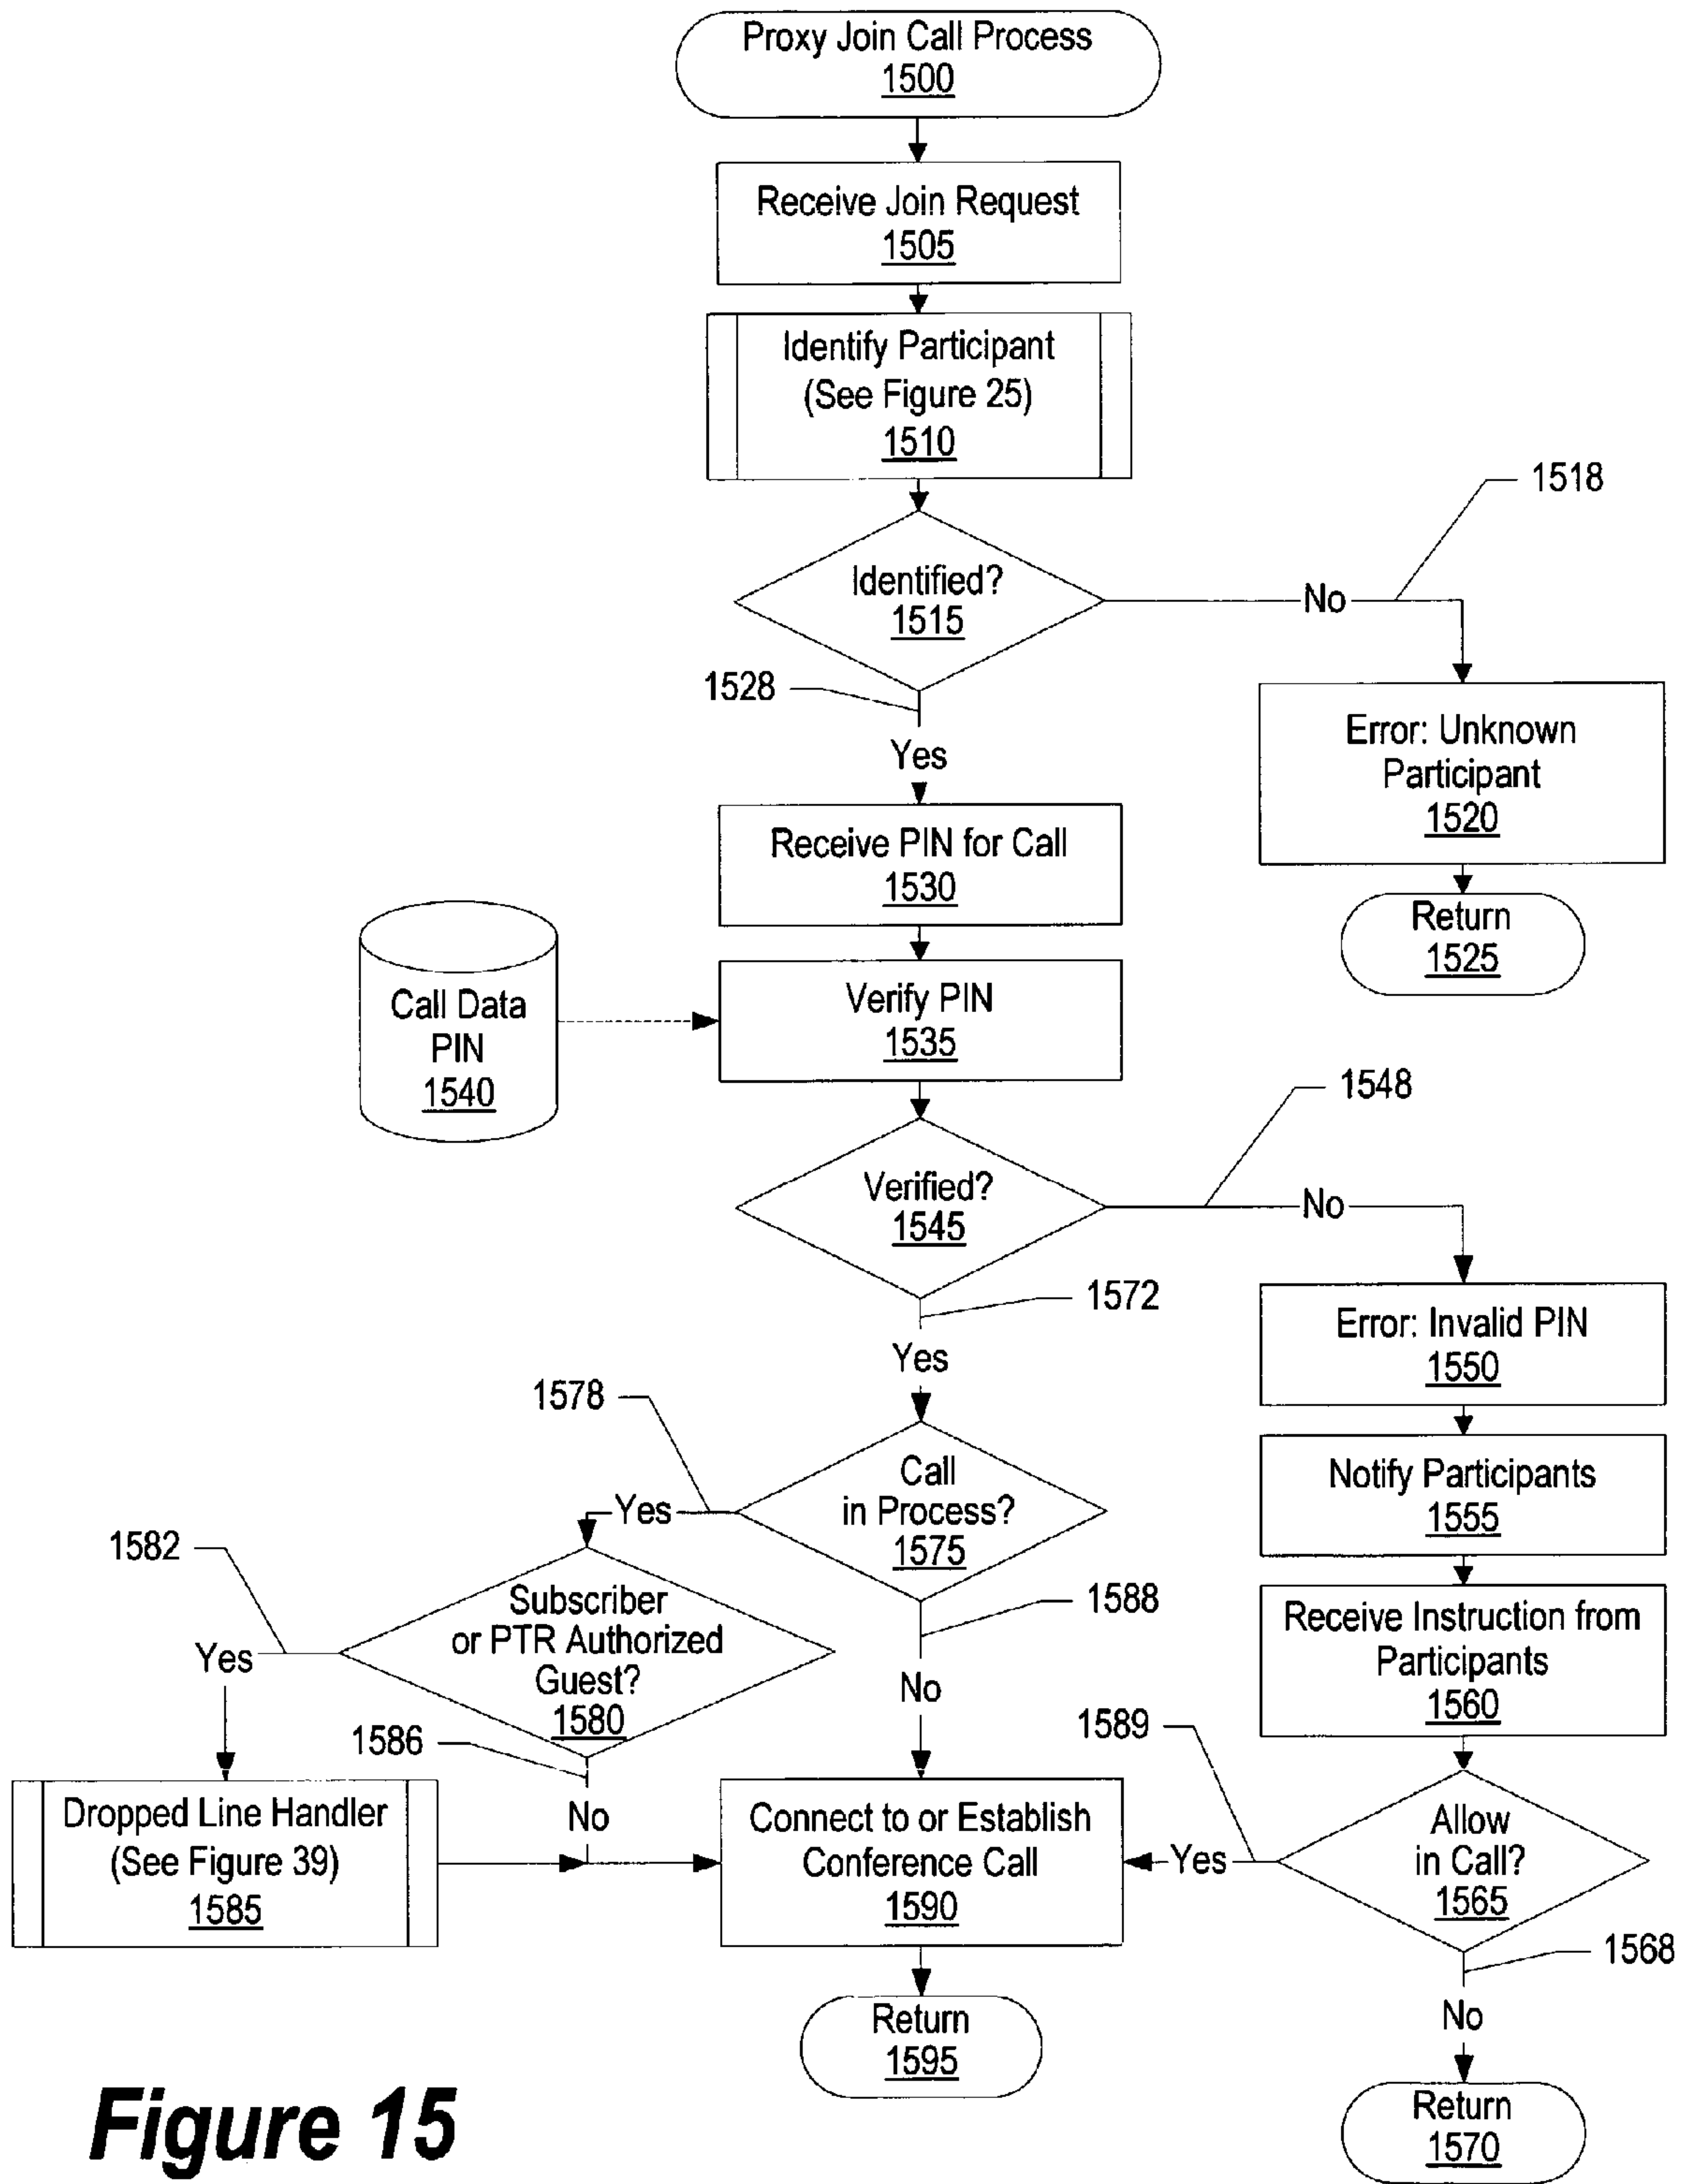 Proxy Join Call Process
1500
Receive Join Request
1505
Identify Participant
(See Figure 25)
1510
1518
Identified?
1515
No
1528
Yes
Error: Unknown
Participant
1520
Receive PIN for Call
1530
Return
1525
Call Data
PIN
1540
Verify PIN
1535
1548
Verified?
1545
No
1572
Yes
Error: Invalid PIN
1550
1578
Call
in Process?
1575
Yes
Notify Participants
1555
1582
Subscriber
or PTR Authorized
Guest?
1580
Yes
1588
No
Receive Instruction from
Participants
1560
1586
No
1589
Dropped Line Handler
(See Figure 39)
1585
Connect to or Establish
Conference Call
1590
Yes
Allow
in Call?
1565
1568
No
Return
1595
Return
1570
Figure 15